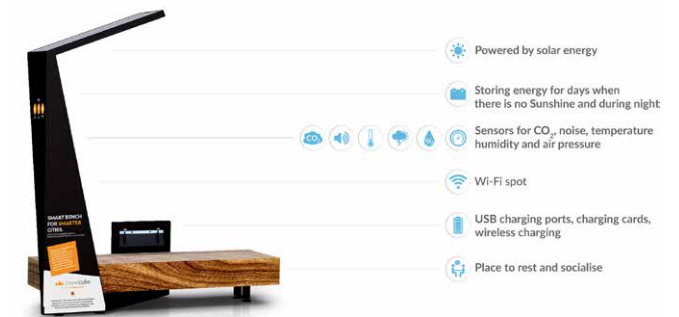 Powered by solar energy
Storing energy for days when
there is no Sunshine and during night
CO₂
%
Sensors for CO₂, noise, temperature
humidity and air pressure
Wi-Fi spot
SMART BENCH
FOR SMARTER
CITIES
USB charging ports, charging cards,
wireless charging
Place to rest and socialise